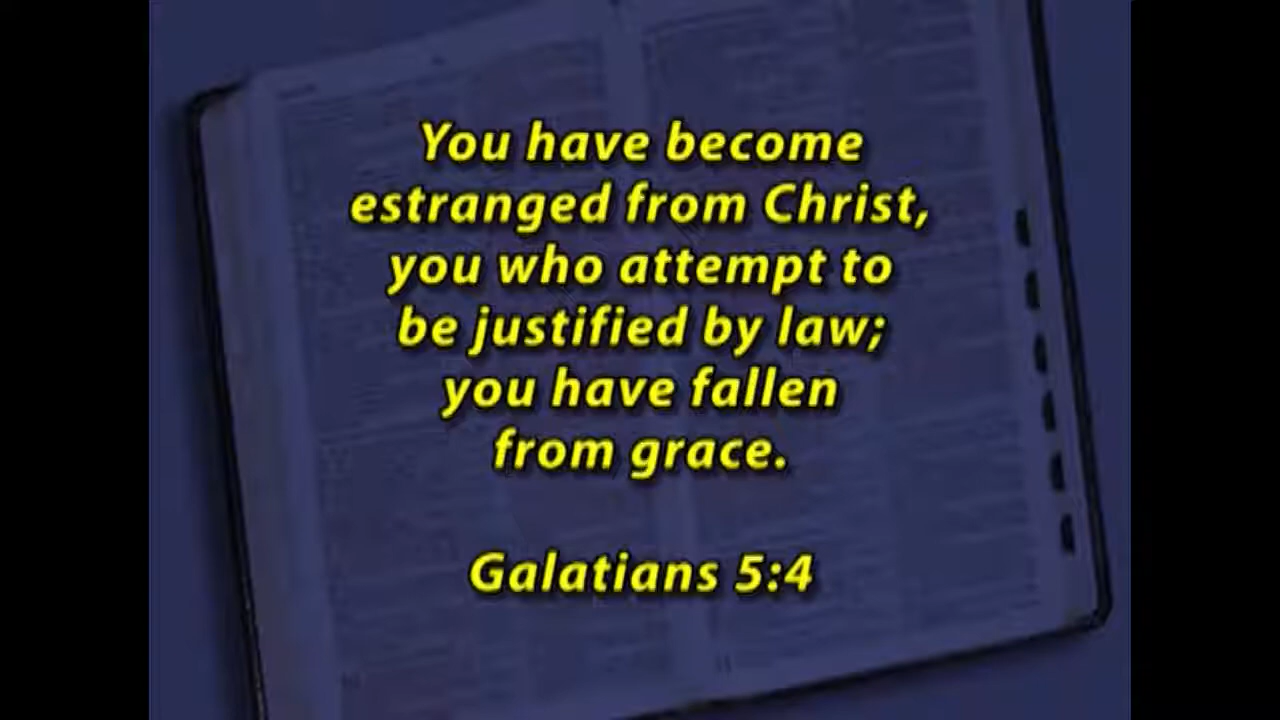 You have become
estranged from Christ,
you who attempt to
be justified by law;
you have fallen
from grace.
Galatians 5:4